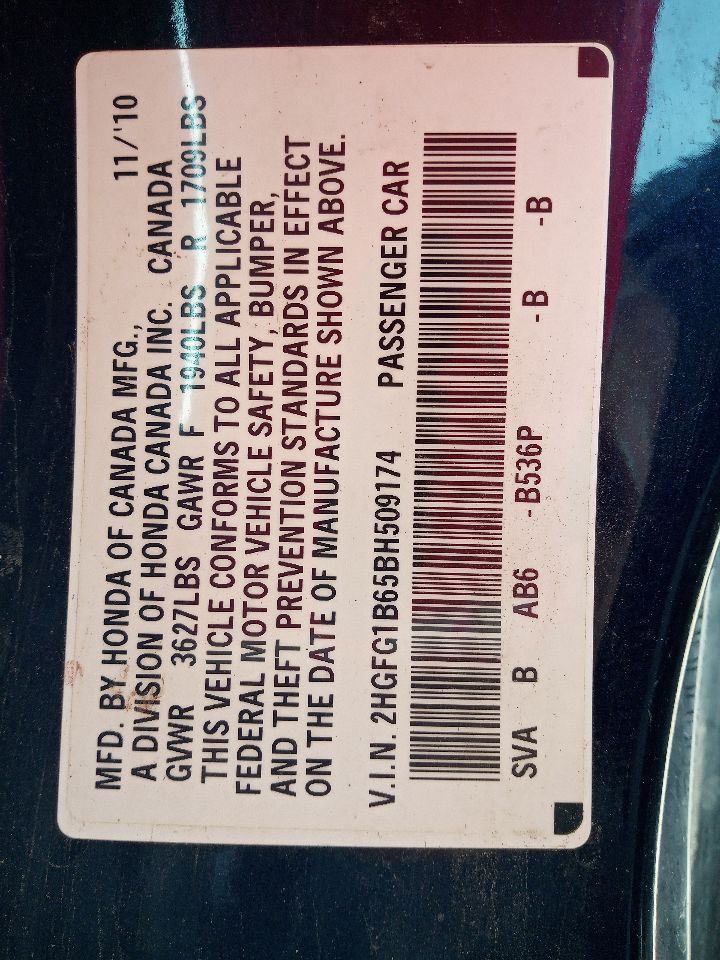 MFD. BY HONDA OF CANADA MFG., 11/'10
A DIVISION OF HONDA CANADA INC. CANADA
GVWR 3627LBS GAWR F 1940LBS R 1709LBS
THIS VEHICLE CONFORMS TO ALL APPLICABLE
FEDERAL MOTOR VEHICLE SAFETY, BUMPER,
AND THEFT PREVENTION STANDARDS IN EFFECT
ON THE DATE OF MANUFACTURE SHOWN ABOVE.
V.I.N. 2HGFG1B65BH509174 PASSENGER CAR
SVA B AB6 -B536P -B -B